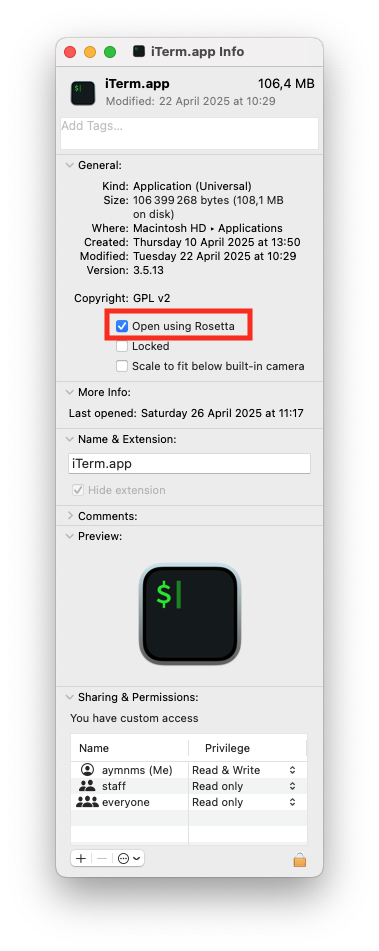 iTerm.app Info
iTerm.app 106,4 MB
Modified: 22 April 2025 at 10:29
Add Tags...
General:
Kind: Application (Universal)
Size: 106 399 268 bytes (108,1 MB
on disk)
Where: Macintosh HD ▸ Applications
Created: Thursday 10 April 2025 at 13:50
Modified: Tuesday 22 April 2025 at 10:29
Version: 3.5.13
Copyright: GPL v2
Open using Rosetta
Locked
Scale to fit below built-in camera
More Info:
Last opened: Saturday 26 April 2025 at 11:17
Name & Extension:
iTerm.app
Hide extension
Comments:
Preview:
$
Sharing & Permissions:
You have custom access
Name Privilege
aymnms (Me) Read & Write
staff Read only
everyone Read only